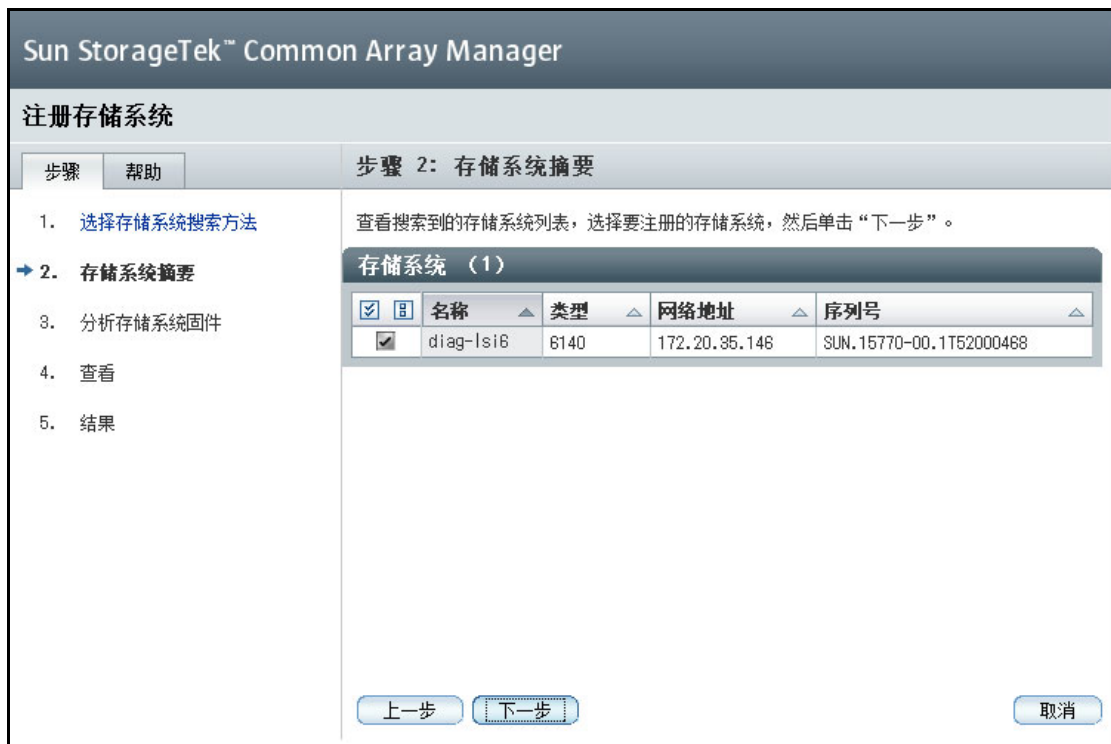 Sun StorageTek™ Common Array Manager
注册存储系统
步骤 帮助
1. 选择存储系统搜索方法
2. 存储系统摘要
3. 分析存储系统固件
4. 查看
5. 结果
步骤 2: 存储系统摘要
查看搜索到的存储系统列表，选择要注册的存储系统，然后单击“下一步”。
存储系统 （1）
名称 类型 网络地址 序列号
diag-lsi6 6140 172.20.35.146 SUN.15770-00.1T52000468
上一步 下一步 取消